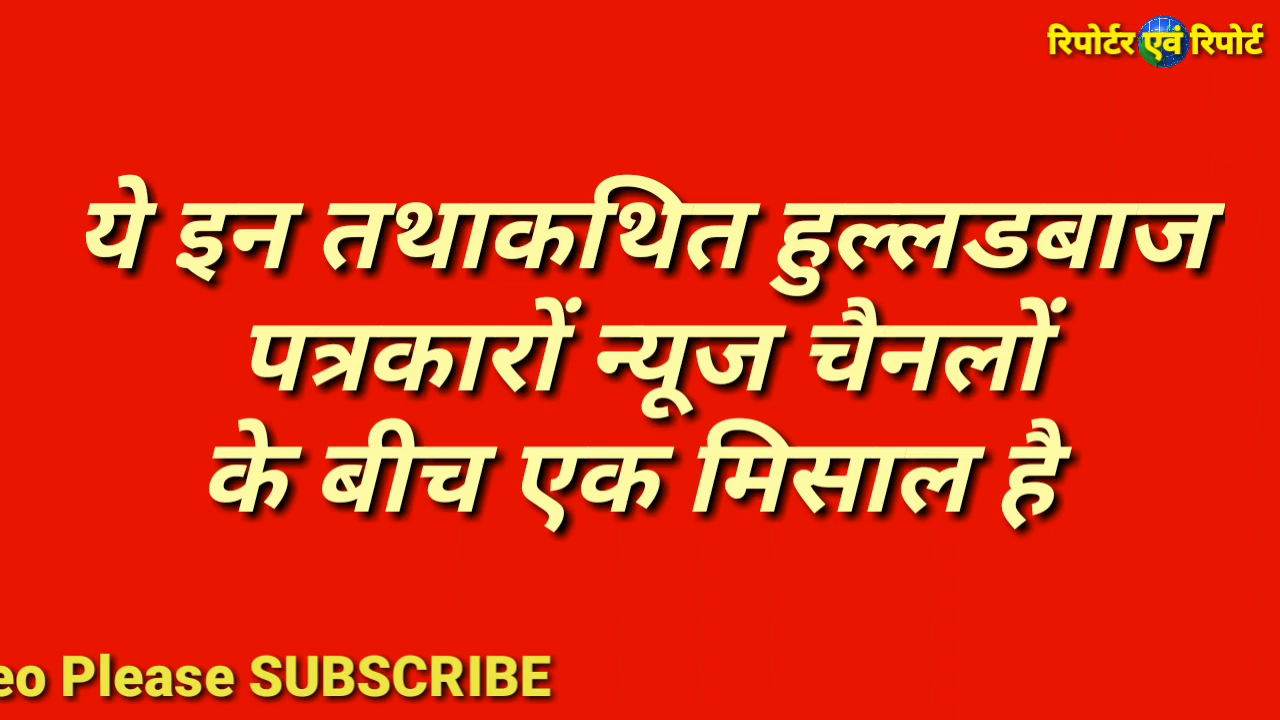 रिपोर्टर एवं रिपोर्ट
ये इन तथाकथित हुल्लडबाज
पत्रकारों न्यूज चैनलों
के बीच एक मिसाल है
eo Please SUBSCRIBE